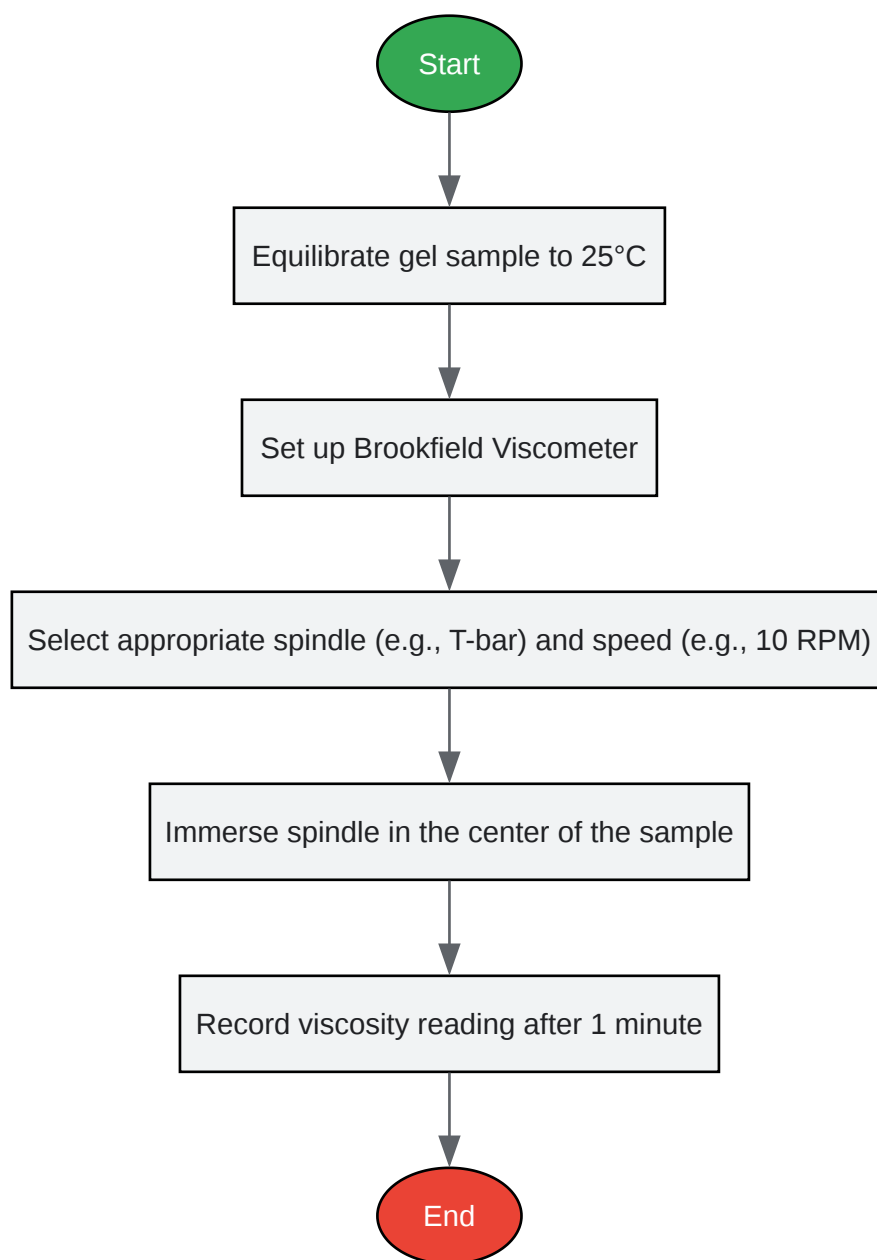 Start
Equilibrate gel sample to 25°C
Set up Brookfield Viscometer
Select appropriate spindle (e.g., T-bar) and speed (e.g., 10 RPM)
Immerse spindle in the center of the sample
Record viscosity reading after 1 minute
End